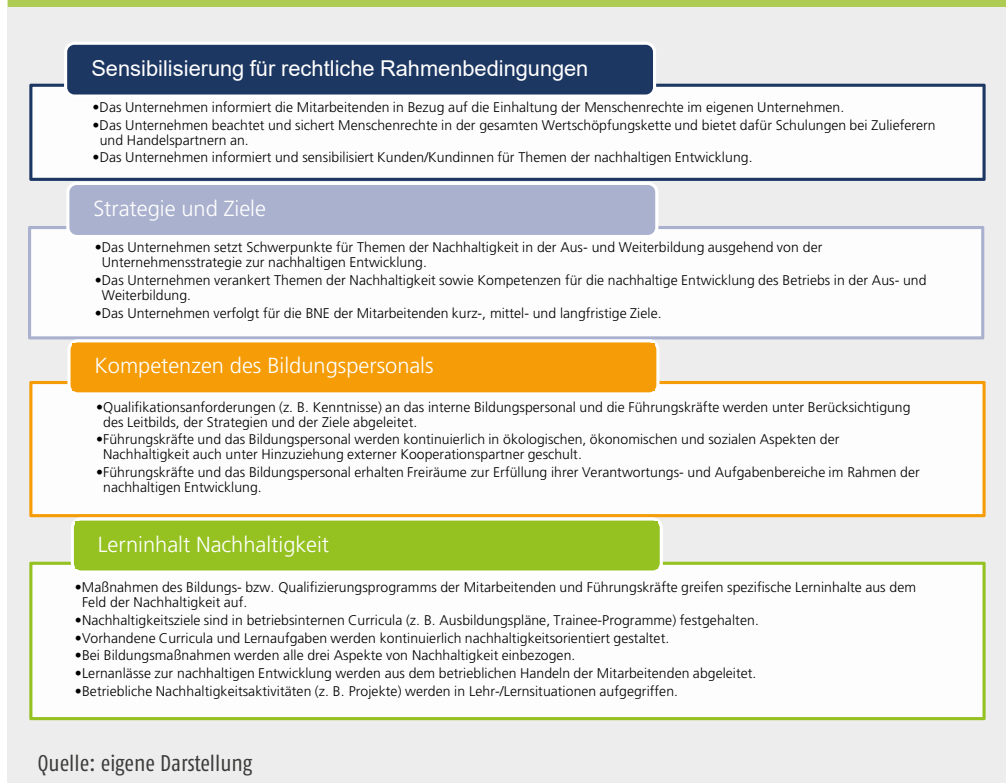 Sensibilisierung für rechtliche Rahmenbedingungen
•Das Unternehmen informiert die Mitarbeitenden in Bezug auf die Einhaltung der Menschenrechte im eigenen Unternehmen.
•Das Unternehmen beachtet und sichert Menschenrechte in der gesamten Wertschöpfungskette und bietet dafür Schulungen bei Zulieferern
und Handelspartnern an.
•Das Unternehmen informiert und sensibilisiert Kunden/Kundinnen für Themen der nachhaltigen Entwicklung.
Strategie und Ziele
•Das Unternehmen setzt Schwerpunkte für Themen der Nachhaltigkeit in der Aus- und Weiterbildung ausgehend von der
Unternehmensstrategie zur nachhaltigen Entwicklung.
•Das Unternehmen verankert Themen der Nachhaltigkeit sowie Kompetenzen für die nachhaltige Entwicklung des Betriebs in der Aus- und
Weiterbildung.
•Das Unternehmen verfolgt für die BNE der Mitarbeitenden kurz-, mittel- und langfristige Ziele.
Kompetenzen des Bildungspersonals
•Qualifikationsanforderungen (z. B. Kenntnisse) an das interne Bildungspersonal und die Führungskräfte werden unter Berücksichtigung
des Leitbilds, der Strategien und der Ziele abgeleitet.
•Führungskräfte und das Bildungspersonal werden kontinuierlich in ökologischen, ökonomischen und sozialen Aspekten der
Nachhaltigkeit auch unter Hinzuziehung externer Kooperationspartner geschult.
•Führungskräfte und das Bildungspersonal erhalten Freiräume zur Erfüllung ihrer Verantwortungs- und Aufgabenbereiche im Rahmen der
nachhaltigen Entwicklung.
Lerninhalt Nachhaltigkeit
•Maßnahmen des Bildungs- bzw. Qualifizierungsprogramms der Mitarbeitenden und Führungskräfte greifen spezifische Lerninhalte aus dem
Feld der Nachhaltigkeit auf.
•Nachhaltigkeitsziele sind in betriebsinternen Curricula (z. B. Ausbildungspläne, Trainee-Programme) festgehalten.
•Vorhandene Curricula und Lernaufgaben werden kontinuierlich nachhaltigkeitsorientiert gestaltet.
•Bei Bildungsmaßnahmen werden alle drei Aspekte von Nachhaltigkeit einbezogen.
•Lernanlässe zur nachhaltigen Entwicklung werden aus dem betrieblichen Handeln der Mitarbeitenden abgeleitet.
•Betriebliche Nachhaltigkeitsaktivitäten (z. B. Projekte) werden in Lehr-/Lernsituationen aufgegriffen.
Quelle: eigene Darstellung